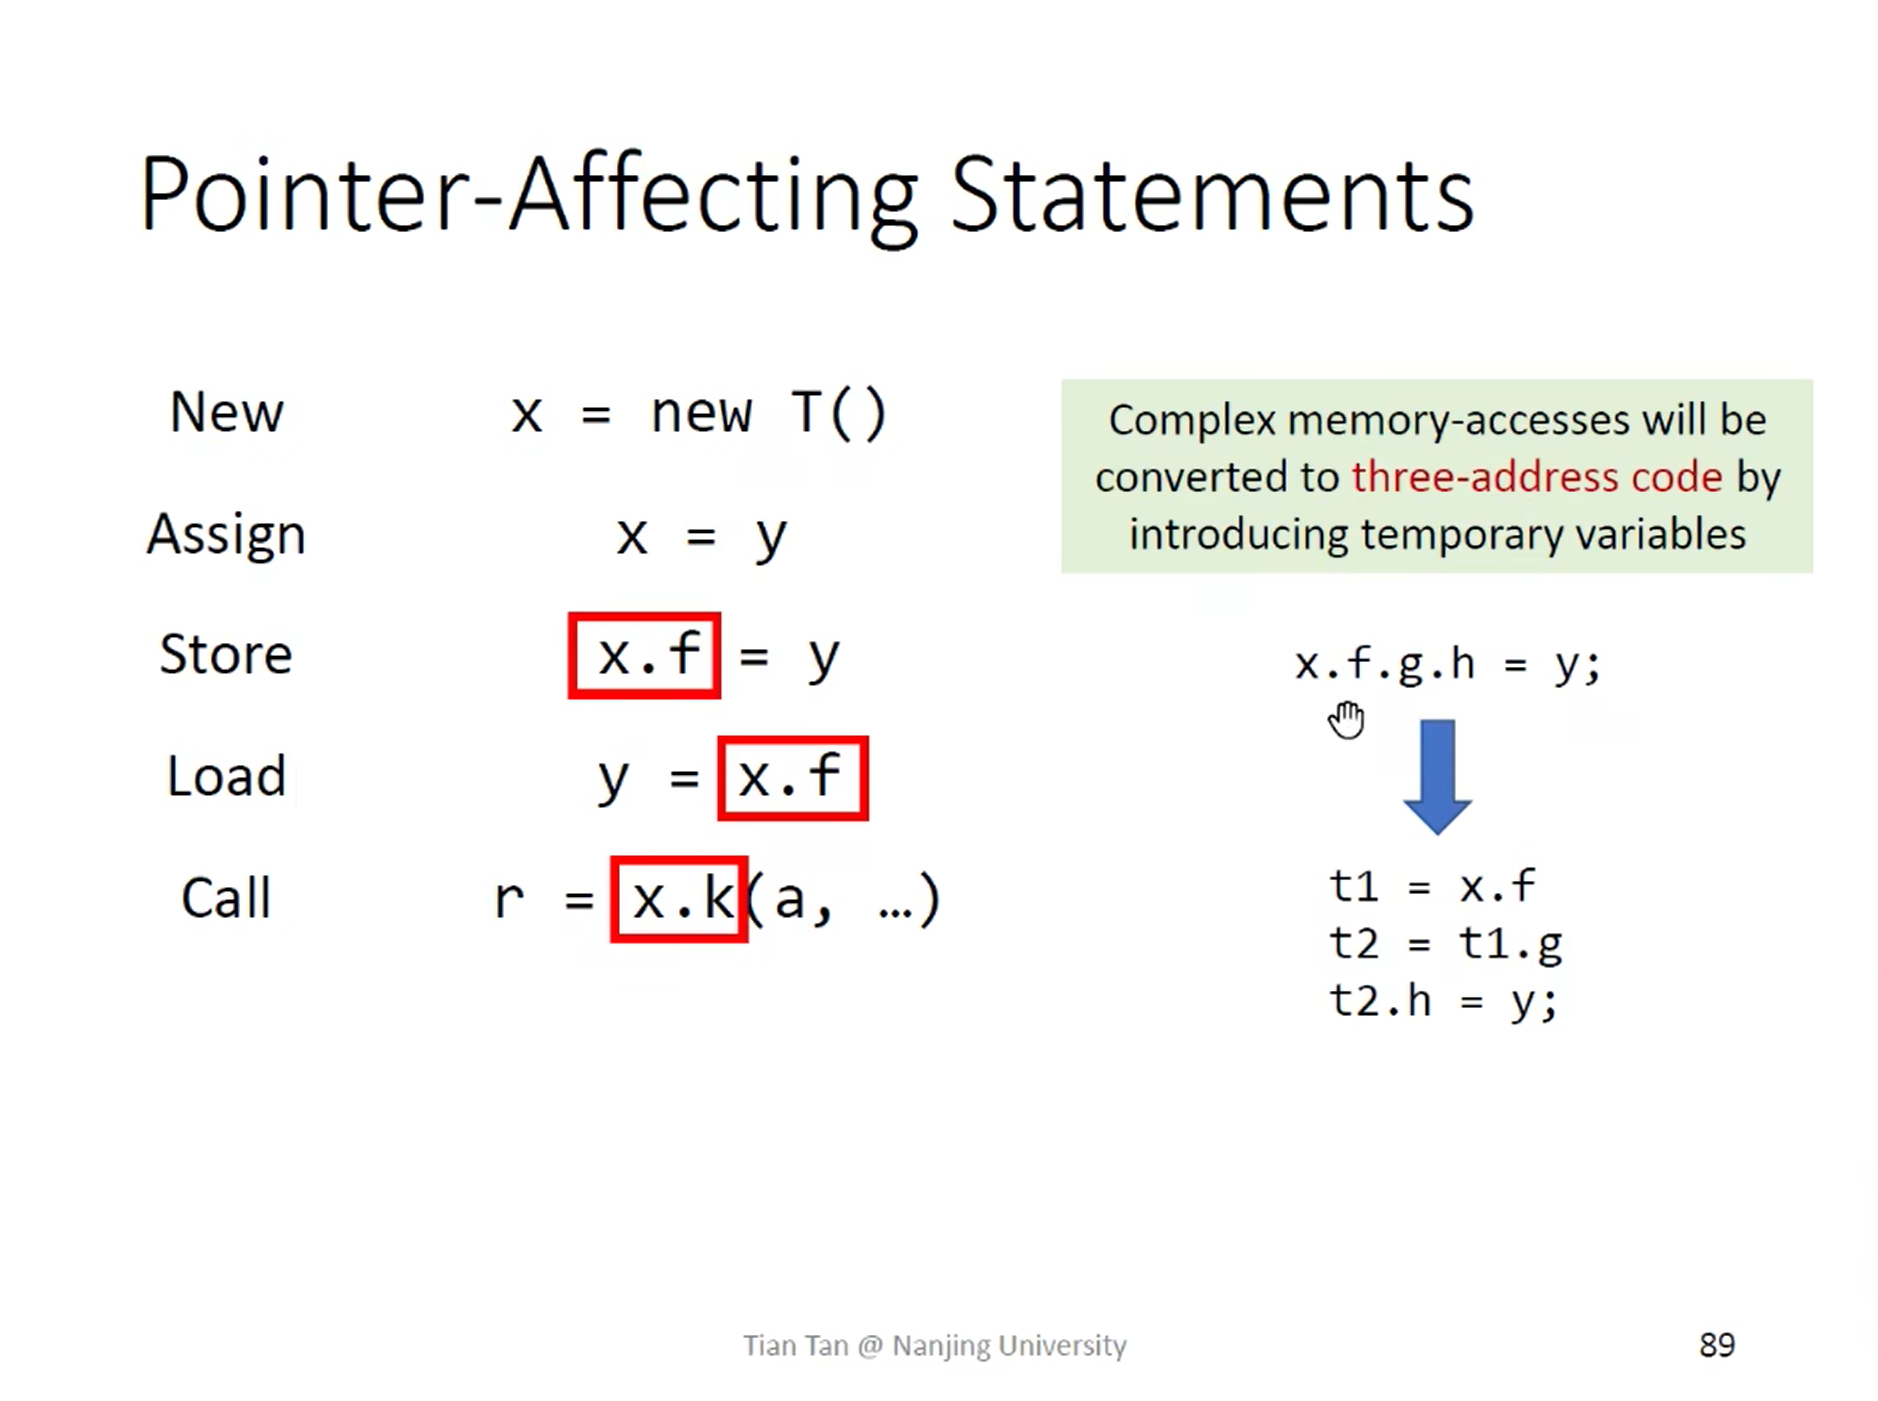 Pointer-Affecting Statements
New x = new T()
Assign x = y
Store x.f = y
Load y = x.f
Call r = x.k(a, …)
Complex memory-accesses will be
converted to three-address code by
introducing temporary variables
x.f.g.h = y;
t1 = x.f
t2 = t1.g
t2.h = y;
Tian Tan @ Nanjing University
89